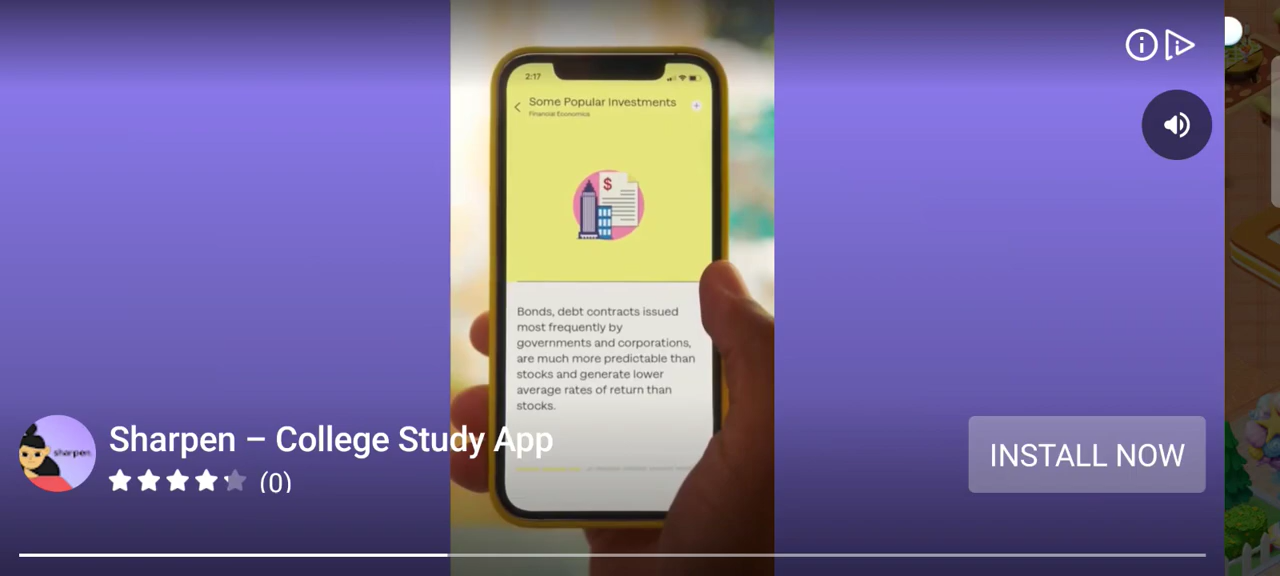 2:17
Some Popular Investments
Financial Economics
$
Bonds, debt contracts issued
most frequently by
governments and corporations,
are much more predictable than
stocks and generate lower
average rates of return than
stocks.
sharpen
Sharpen – College Study App
(0)
INSTALL NOW